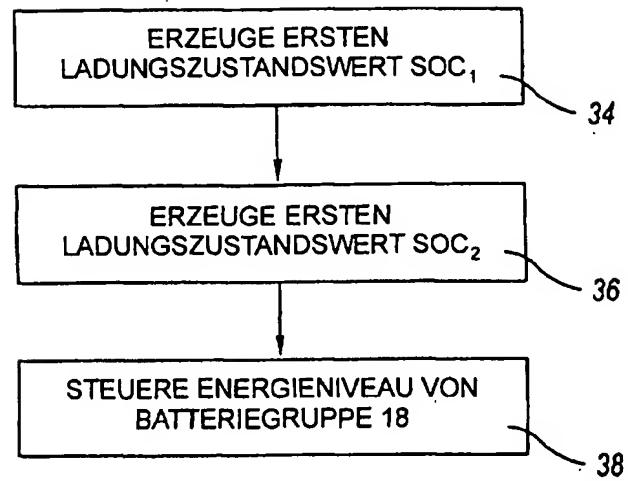 ERZEUGE ERSTEN
LADUNGSZUSTANDSWERT SOC₁
34
ERZEUGE ERSTEN
LADUNGSZUSTANDSWERT SOC₂
36
STEUERE ENERGIENIVEAU VON
BATTERIEGRUPPE 18
38